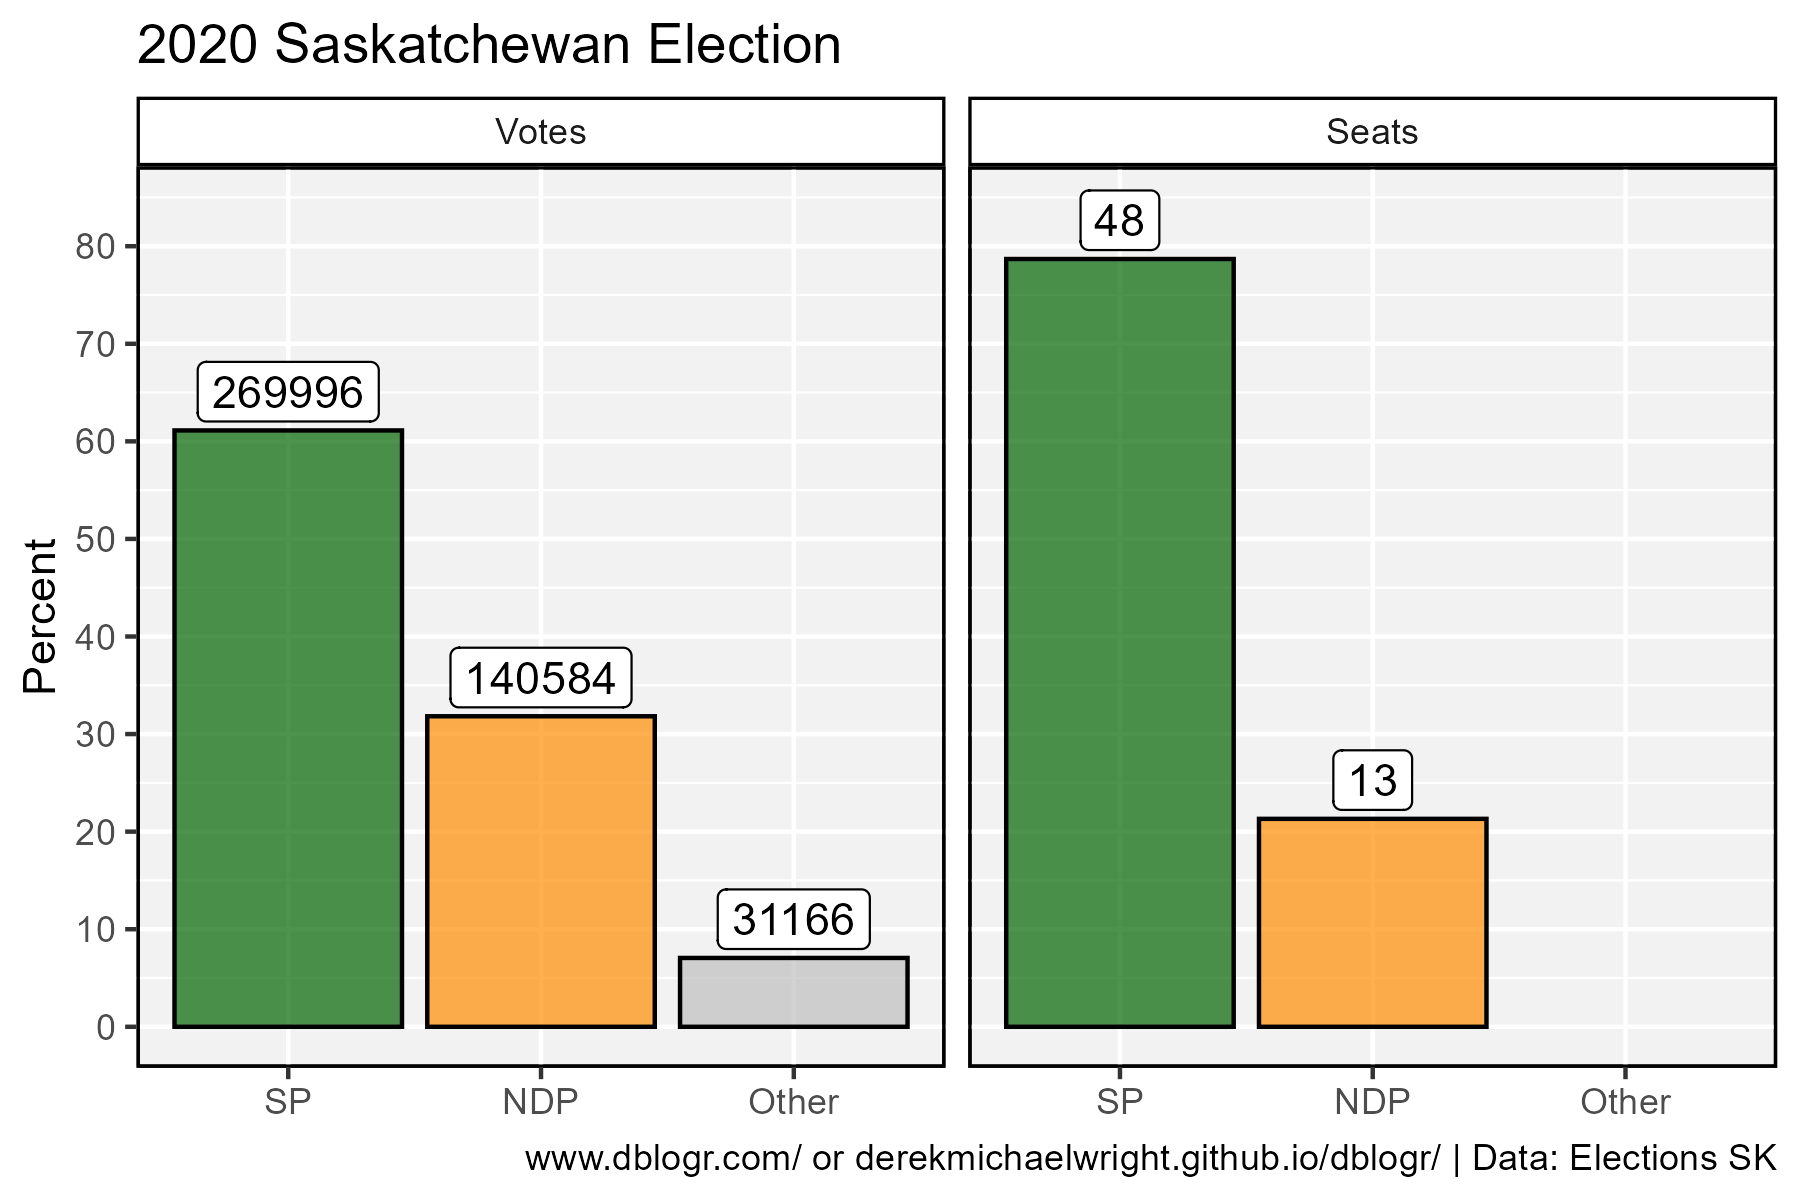 2020 Saskatchewan Election
Votes
Seats
Percent
80
70
60
50
40
30
20
10
0
269996
140584
31166
48
13
SP
NDP
Other
SP
NDP
Other
www.dblogr.com/ or derekmichaelwright.github.io/dblogr/ | Data: Elections SK